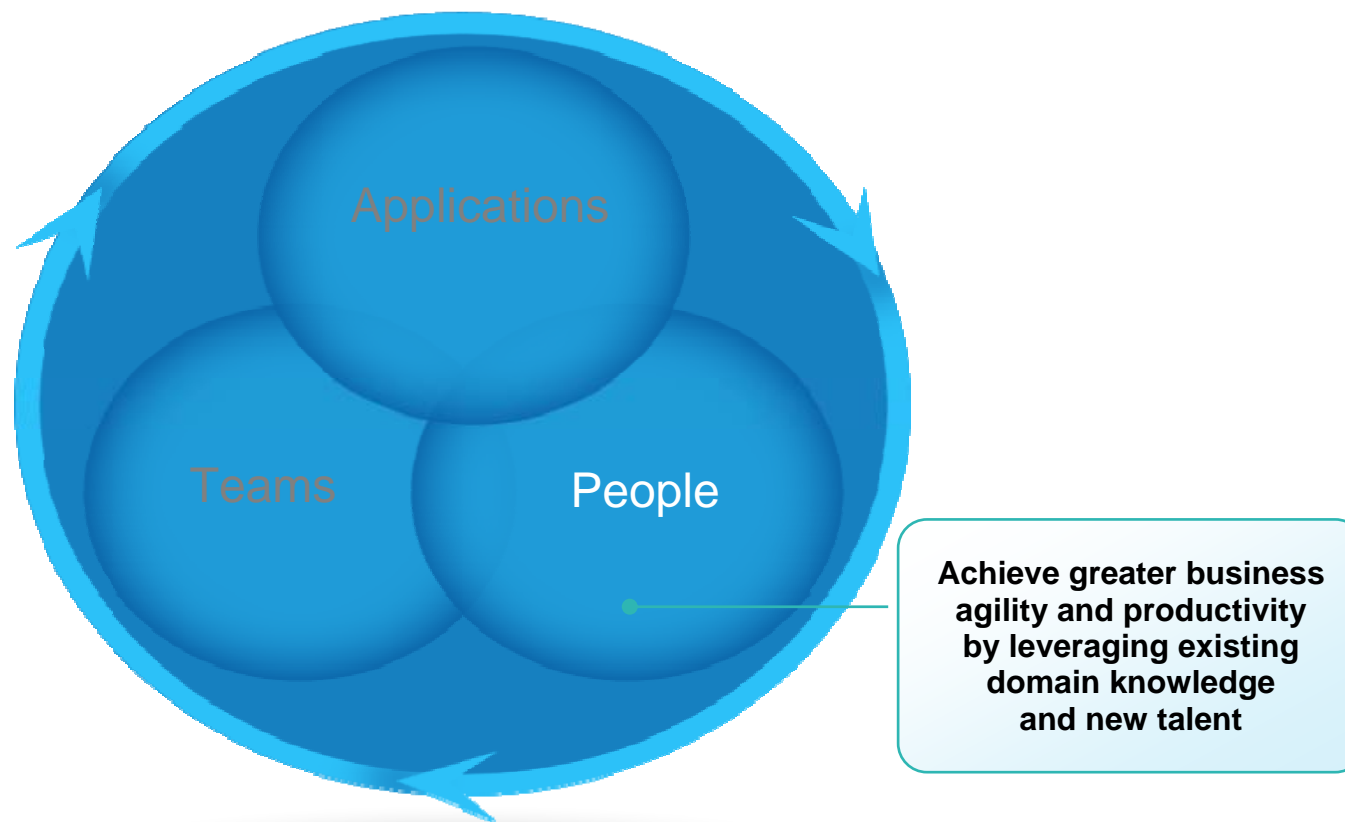 Applications
Teams
People
Achieve greater business
agility and productivity
by leveraging existing
domain knowledge
and new talent